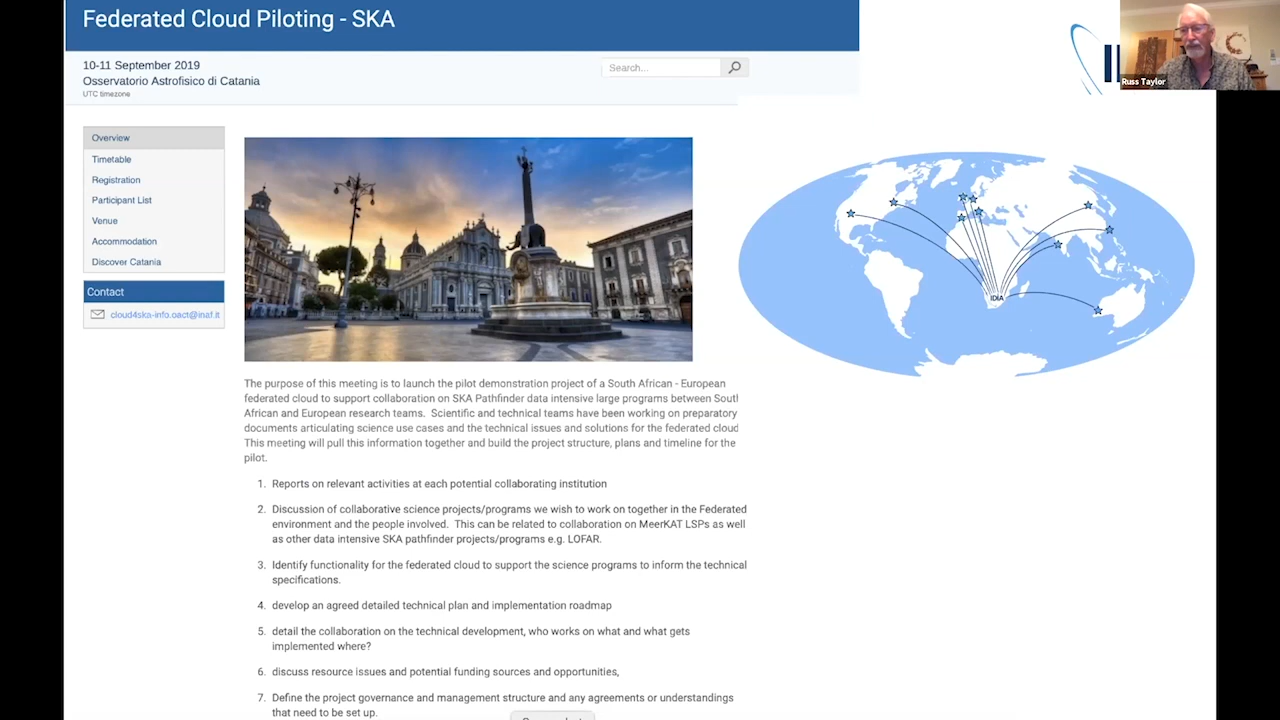 Federated Cloud Piloting - SKA
10-11 September 2019
Osservatorio Astrofisico di Catania
UTC timezone
Search...
Russ Taylor
Overview
Timetable
Registration
Participant List
Venue
Accommodation
Discover Catania
Contact
cloud4ska-info.oact@inaf.it
IDIA
The purpose of this meeting is to launch the pilot demonstration project of a South African - European
federated cloud to support collaboration on SKA Pathfinder data intensive large programs between
African and European research teams. Scientific and technical teams have been working on preparatory
documents articulating science use cases and the technical issues and solutions for the federated cloud
This meeting will pull this information together and build the project structure, plans and timeline for the
pilot.
1. Reports on relevant activities at each potential collaborating institution
2. Discussion of collaborative science projects/programs we wish to work on together in the Federated
environment and the people involved. This can be related to collaboration on MeerKAT LSPs as well
as other data intensive SKA pathfinder projects/programs e.g. LOFAR.
3. Identify functionality for the federated cloud to support the science programs to inform the technical
specifications.
4. develop an agreed detailed technical plan and implementation roadmap
5. detail the collaboration on the technical development, who works on what and what gets
implemented where?
6. discuss resource issues and potential funding sources and opportunities,
7. Define the project governance and management structure and any agreements or understandings
that need to be set up.